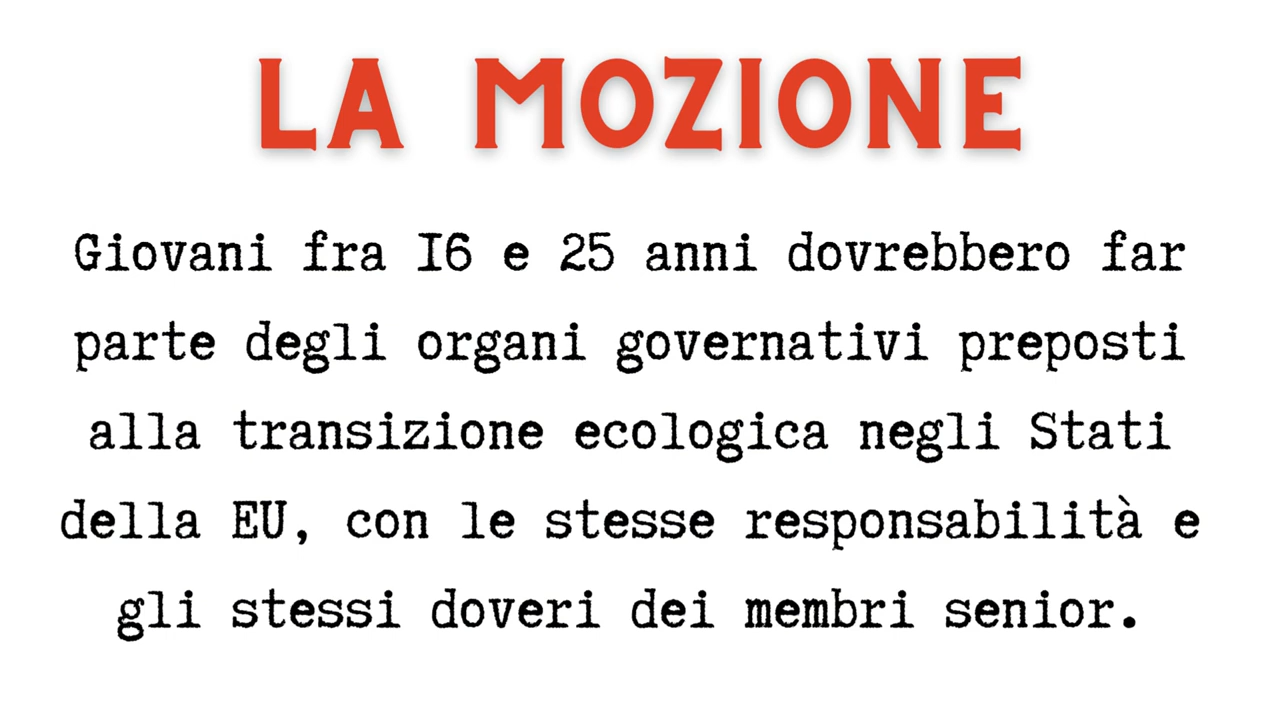 LA MOZIONE
Giovani fra 16 e 25 anni dovrebbero far
parte degli organi governativi preposti
alla transizione ecologica negli Stati
della EU, con le stesse responsabilità e
gli stessi doveri dei membri senior.